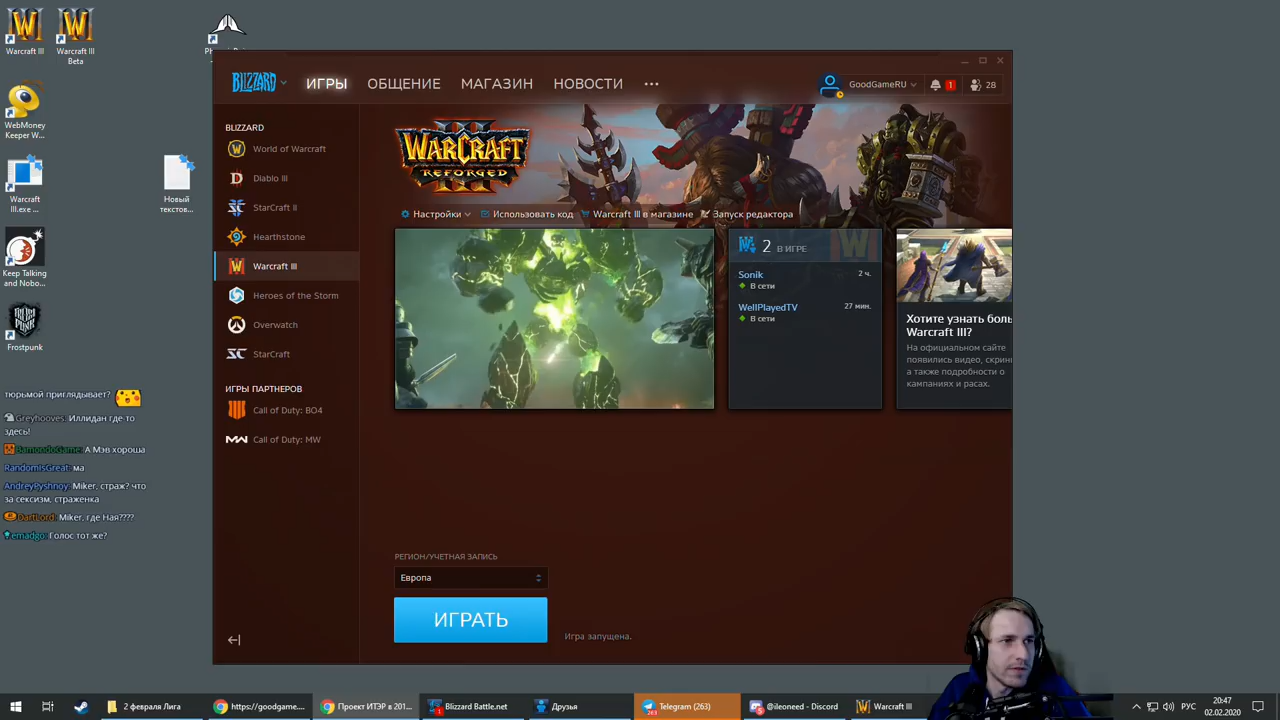 Warcraft III
Warcraft III
Beta
WebMoney
Keeper W...
Warcraft
III.exe ...
Новый
текстов...
Keep Talking
and Nobo...
Frostpunk
BLIZZARD
ИГРЫ
ОБЩЕНИЕ
МАГАЗИН
НОВОСТИ
GoodGameRU
1
28
BLIZZARD
World of Warcraft
Diablo III
StarCraft II
Hearthstone
Warcraft III
Heroes of the Storm
Overwatch
StarCraft
ИГРЫ ПАРТНЕРОВ
Call of Duty: BO4
Call of Duty: MW
WARCRAFT
REFORGED
Настройки
Использовать код
Warcraft III в магазине
Запуск редактора
2 В ИГРЕ
Sonik 2 ч.
В сети
WellPlayedTV 27 мин.
В сети
Хотите узнать боль
Warcraft III?
На официальном сайте
появились видео, скрин
а также подробности о
кампаниях и расах.
тюрьмой приглядывает?
Greyhooves: Иллидан где-то
здесь!
BamondoGame: А Мэв хороша
RandomIsGreat: ма
AndreyPyshnoy: Miker, страж? что
за сексизм, страженка
DartLord: Miker, где Ная????
emadgo: Голос тот же?
РЕГИОН/УЧЕТНАЯ ЗАПИСЬ
Европа
ИГРАТЬ
Игра запущена.
2 февраля Лига
https://goodgame....
Проект ИТЭР в 201...
Blizzard Battle.net
1
Друзья
Telegram (263)
263
@ileoneed - Discord
Warcraft III
РУС
20:47
02.02.2020